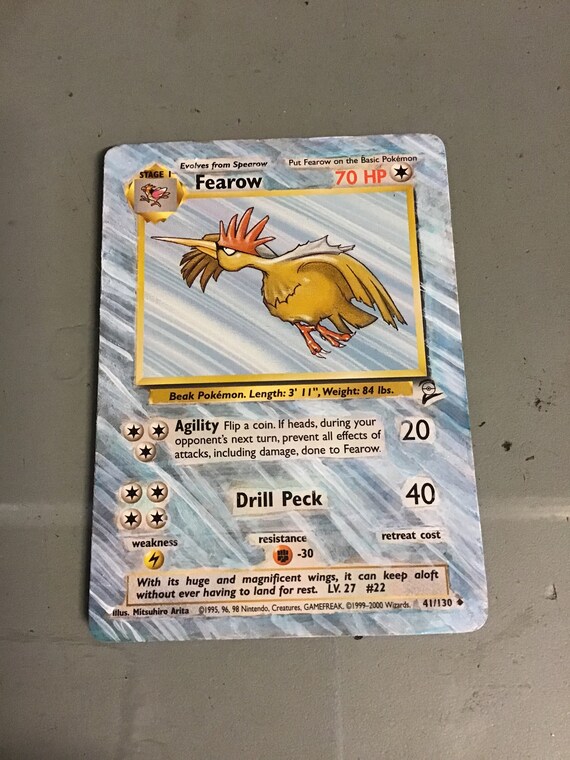 Evolves from Spearow Put Fearow on the Basic Pokémon
STAGE 1 Fearow 70 HP
Beak Pokémon. Length: 3' 11", Weight: 84 lbs.
Agility Flip a coin. If heads, during your
opponent's next turn, prevent all effects of
attacks, including damage, done to Fearow.
20
Drill Peck 40
weakness resistance retreat cost
-30
With its huge and magnificent wings, it can keep aloft
without ever having to land for rest. LV. 27 #22
Illus. Mitsuhiro Arita ©1995, 96, 98 Nintendo, Creatures, GAMEFREAK. ©1999-2000 Wizards. 41/130